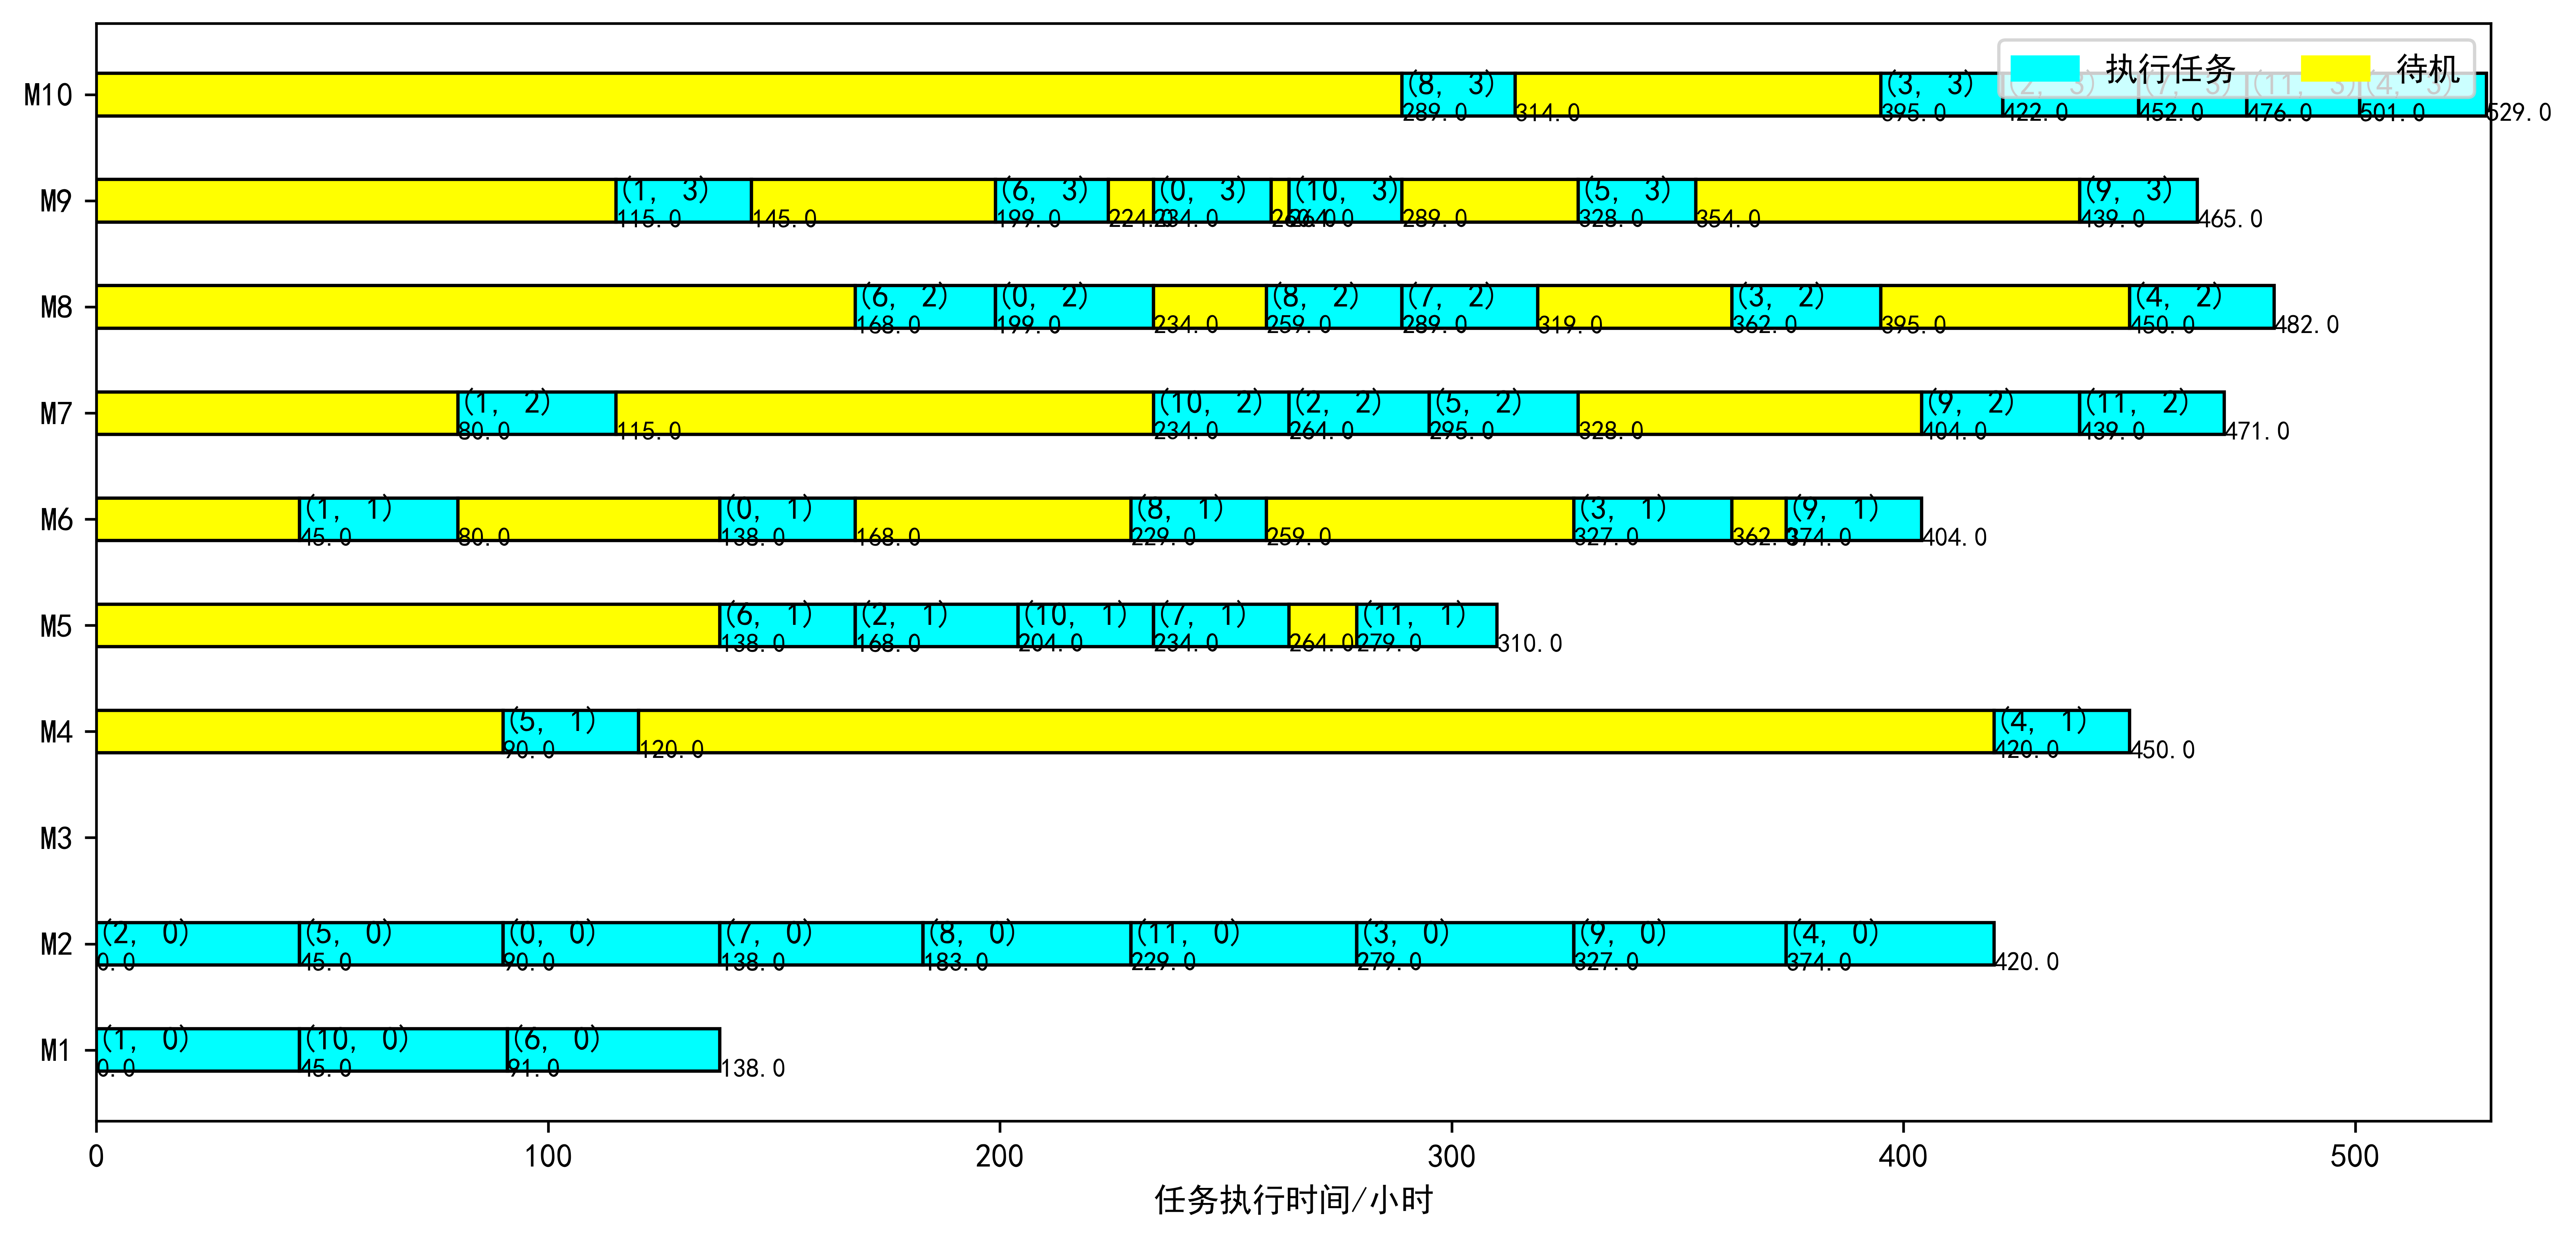 执行任务 待机
M10 (8, 3) (3, 3) (2, 3) (7, 3) (11, 3) (4, 3)
289.0 314.0 395.0 422.0 452.0 476.0 501.0 529.0
M9 (1, 3) (6, 3) (0, 3) (10, 3) (5, 3) (9, 3)
115.0 145.0 199.0 224.0 234.0 260.0 264.0 289.0 328.0 354.0 439.0 465.0
M8 (6, 2) (0, 2) (8, 2) (7, 2) (3, 2) (4, 2)
168.0 199.0 234.0 259.0 289.0 319.0 362.0 395.0 450.0 482.0
M7 (1, 2) (10, 2) (2, 2) (5, 2) (9, 2) (11, 2)
80.0 115.0 234.0 264.0 295.0 328.0 404.0 439.0 471.0
M6 (1, 1) (0, 1) (8, 1) (3, 1) (9, 1)
45.0 80.0 138.0 168.0 229.0 259.0 327.0 362.0 374.0 404.0
M5 (6, 1) (2, 1) (10, 1) (7, 1) (11, 1)
138.0 168.0 204.0 234.0 264.0 279.0 310.0
M4 (5, 1) (4, 1)
90.0 120.0 420.0 450.0
M3
M2 (2, 0) (5, 0) (0, 0) (7, 0) (8, 0) (11, 0) (3, 0) (9, 0) (4, 0)
0.0 45.0 90.0 138.0 183.0 229.0 279.0 327.0 374.0 420.0
M1 (1, 0) (10, 0) (6, 0)
0.0 45.0 91.0 138.0
0 100 200 300 400 500
任务执行时间/小时